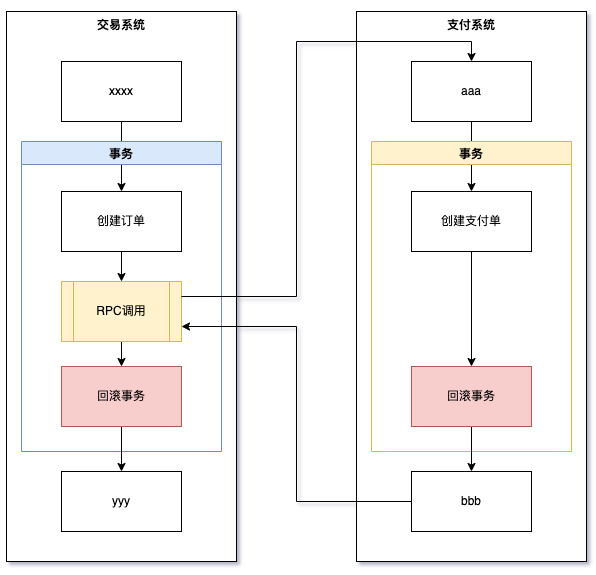 交易系统
xxxx
事务
创建订单
RPC调用
回滚事务
yyy
支付系统
aaa
事务
创建支付单
回滚事务
bbb